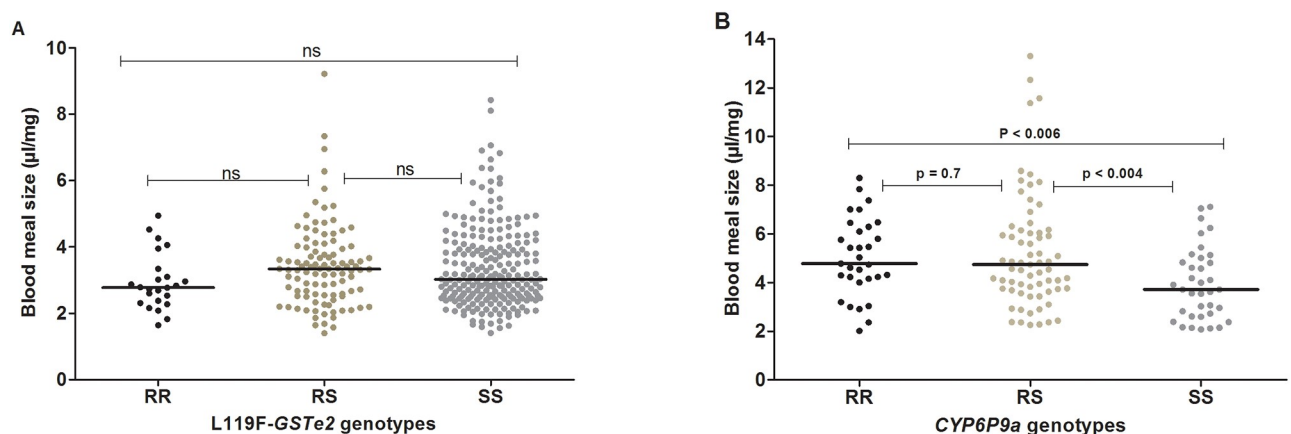 A
ns
ns
ns
Blood meal size (µl/mg)
10
8
6
4
2
0
RR RS SS
L119F-GSTe2 genotypes
B
P < 0.006
p = 0.7
p < 0.004
Blood meal size (µl/mg)
14
12
10
8
6
4
2
0
RR RS SS
CYP6P9a genotypes